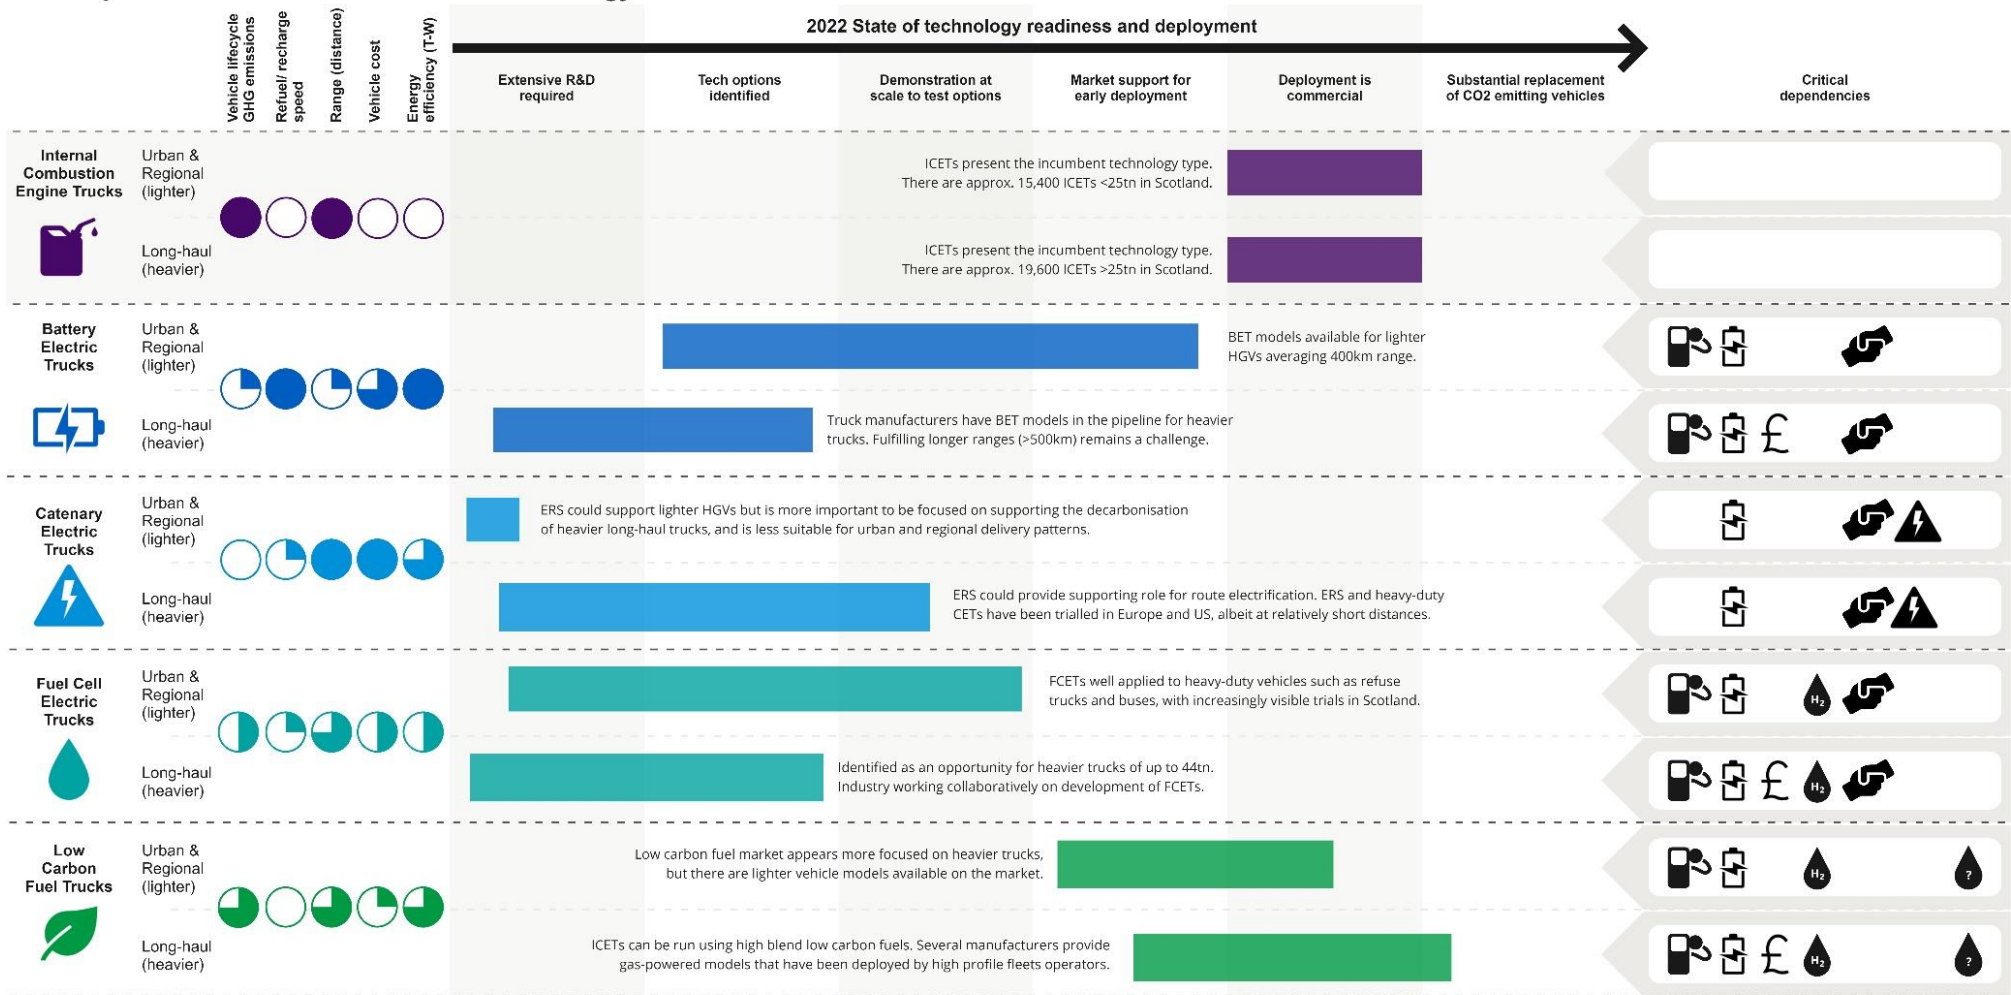 Vehicle lifecycle
GHG emissions
Refuel/ recharge
speed
Range (distance)
Vehicle cost
Energy
efficiency (T-W)
2022 State of technology readiness and deployment
Extensive R&D
required
Tech options
identified
Demonstration at
scale to test options
Market support for
early deployment
Deployment is
commercial
Substantial replacement
of CO2 emitting vehicles
Critical
dependencies
Internal
Combustion
Engine Trucks
Urban &
Regional
(lighter)
ICETs present the incumbent technology type.
There are approx. 15,400 ICETs <25tn in Scotland.
Long-haul
(heavier)
ICETs present the incumbent technology type.
There are approx. 19,600 ICETs >25tn in Scotland.
Battery
Electric
Trucks
Urban &
Regional
(lighter)
BET models available for lighter
HGVs averaging 400km range.
Long-haul
(heavier)
Truck manufacturers have BET models in the pipeline for heavier
trucks. Fulfilling longer ranges (>500km) remains a challenge.
£
Catenary
Electric
Trucks
Urban &
Regional
(lighter)
ERS could support lighter HGVs but is more important to be focused on supporting the decarbonisation
of heavier long-haul trucks, and is less suitable for urban and regional delivery patterns.
Long-haul
(heavier)
ERS could provide supporting role for route electrification. ERS and heavy-duty
CETs have been trialled in Europe and US, albeit at relatively short distances.
Fuel Cell
Electric
Trucks
Urban &
Regional
(lighter)
FCETs well applied to heavy-duty vehicles such as refuse
trucks and buses, with increasingly visible trials in Scotland.
H2
Long-haul
(heavier)
Identified as an opportunity for heavier trucks of up to 44tn.
Industry working collaboratively on development of FCETs.
£ H2
Low
Carbon
Fuel Trucks
Urban &
Regional
(lighter)
Low carbon fuel market appears more focused on heavier trucks,
but there are lighter vehicle models available on the market.
H2 ?
Long-haul
(heavier)
ICETs can be run using high blend low carbon fuels. Several manufacturers provide
gas-powered models that have been deployed by high profile fleets operators.
£ H2 ?